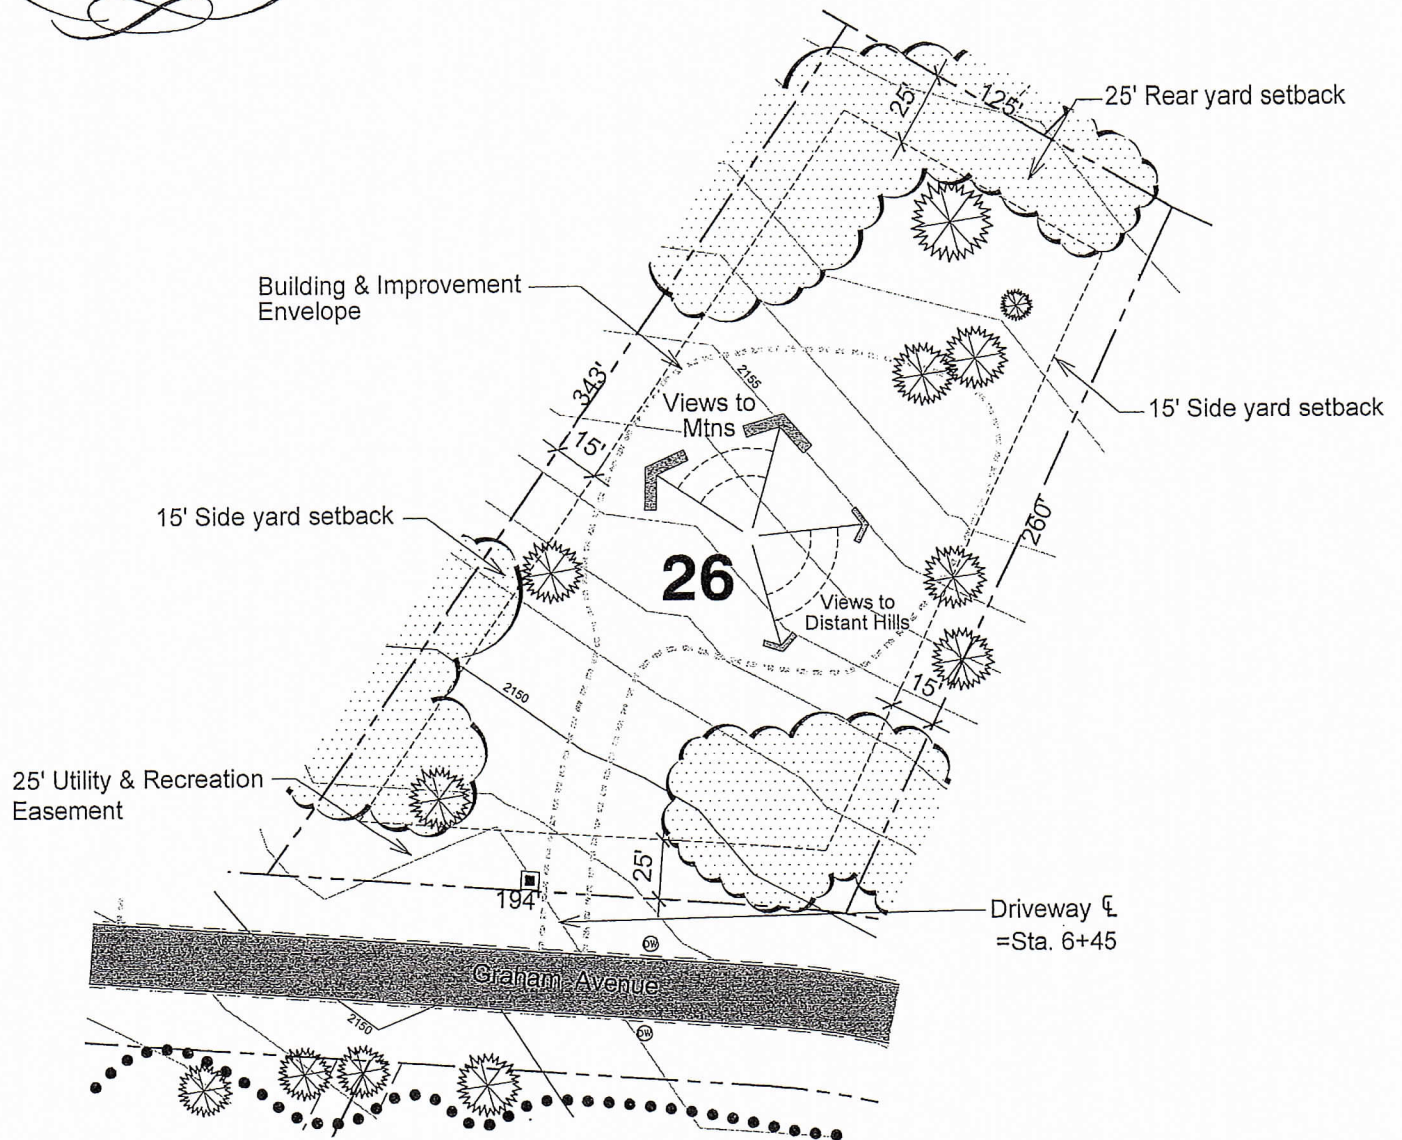 25'
125'
25' Rear yard setback
Building & Improvement
Envelope
343'
2155
Views to
Mtns
15' Side yard setback
15'
15' Side yard setback
260'
26
Views to
Distant Hills
2150
15'
25' Utility & Recreation
Easement
25'
194'
Driveway ℄
=Sta. 6+45
DW
Graham Avenue
2150
DW